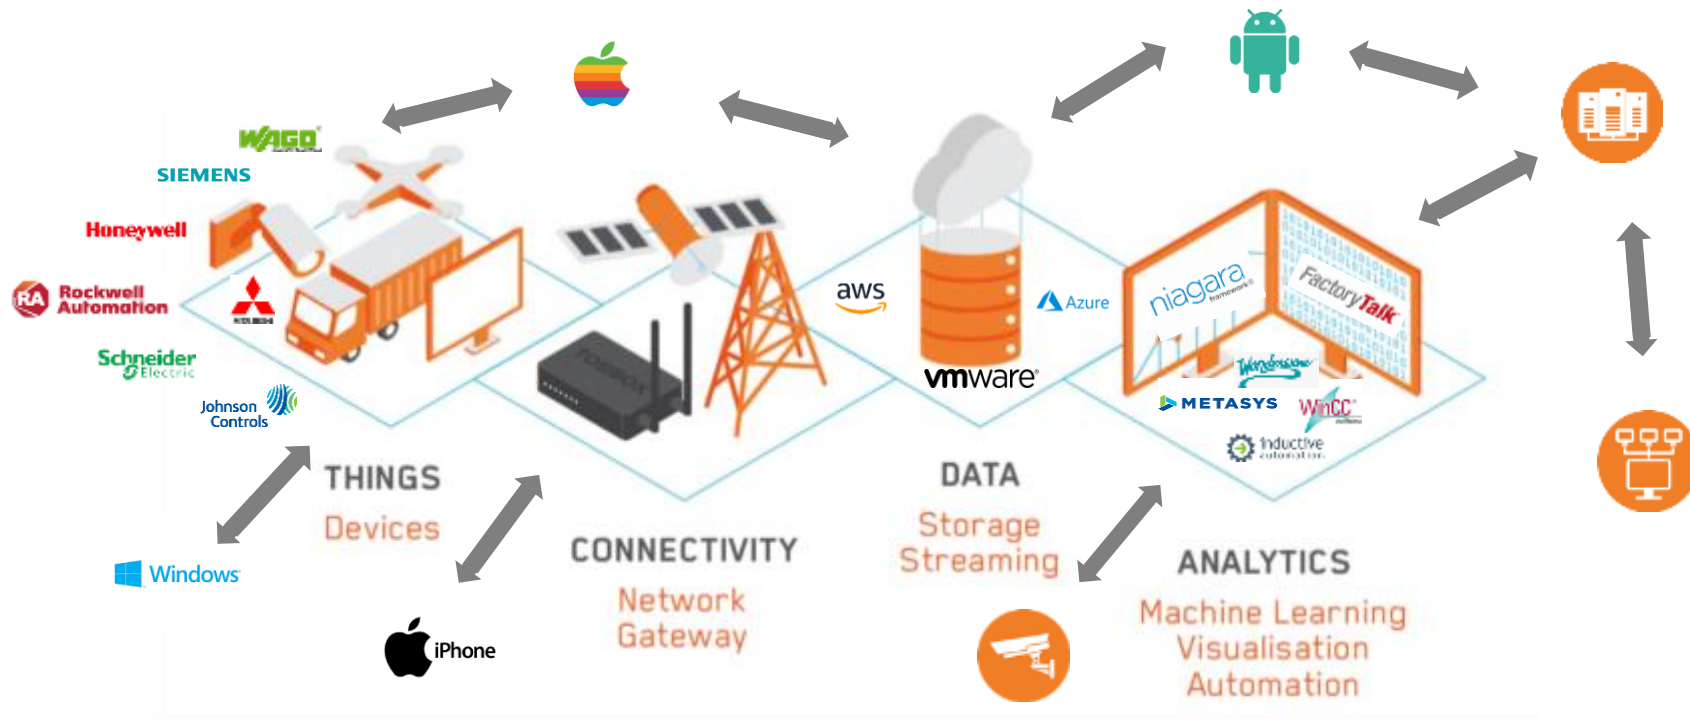 WAGO
SIEMENS
Honeywell
RA
Rockwell
Automation
Schneider
Electric
Johnson
Controls
aws
Azure
vmware®
niagara
framework®
FactoryTalk
Wonderware
METASYS
WinCC
inductive
automation
THINGS
Devices
CONNECTIVITY
Network
Gateway
DATA
Storage
Streaming
ANALYTICS
Machine Learning
Visualisation
Automation
Windows
iPhone